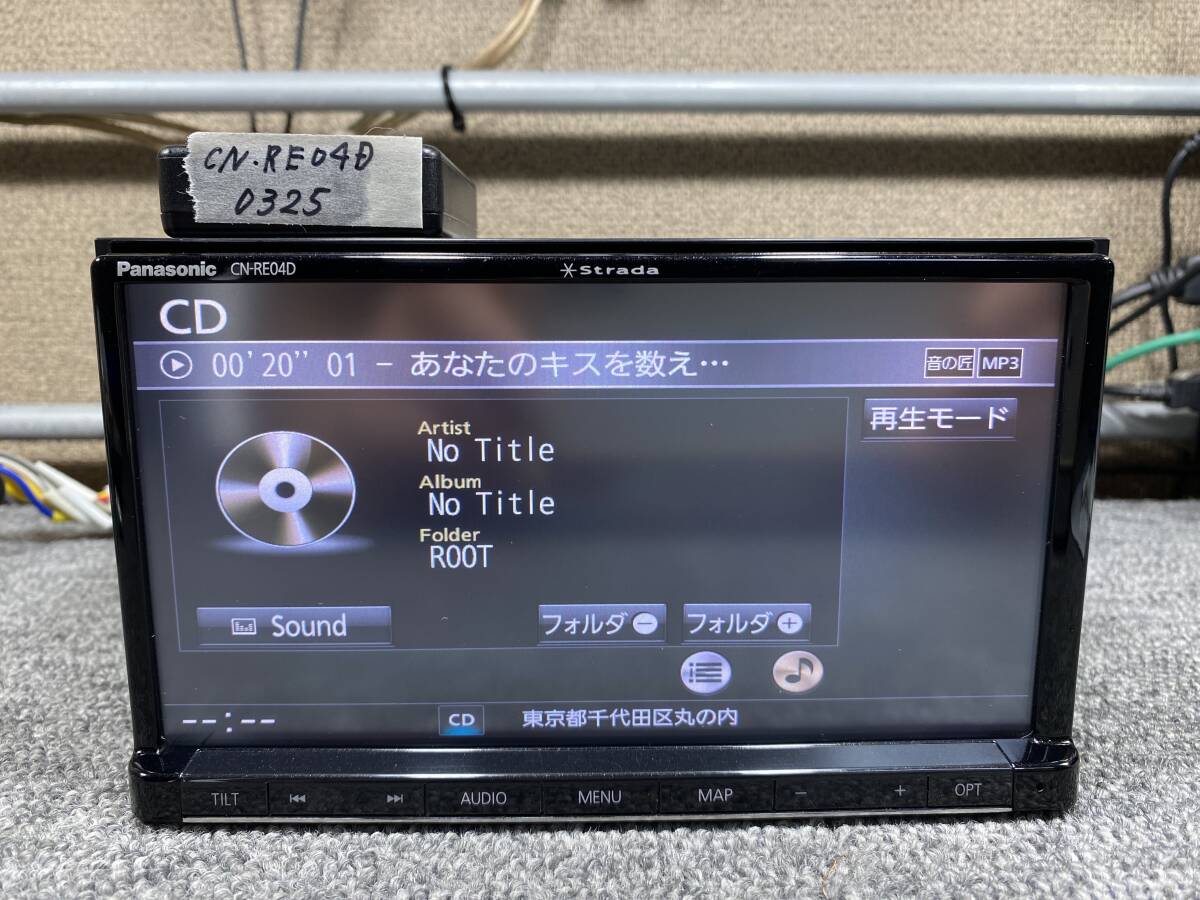 CN-RE04D
0325
Panasonic CN-RE04D
Strada
CD
00'20" 01 - あなたのキスを数え…
音の匠 MP3
再生モード
Artist
No Title
Album
No Title
Folder
ROOT
Sound
フォルダ －
フォルダ ＋
--:--
CD
東京都千代田区丸の内
TILT
AUDIO
MENU
MAP
－
＋
OPT